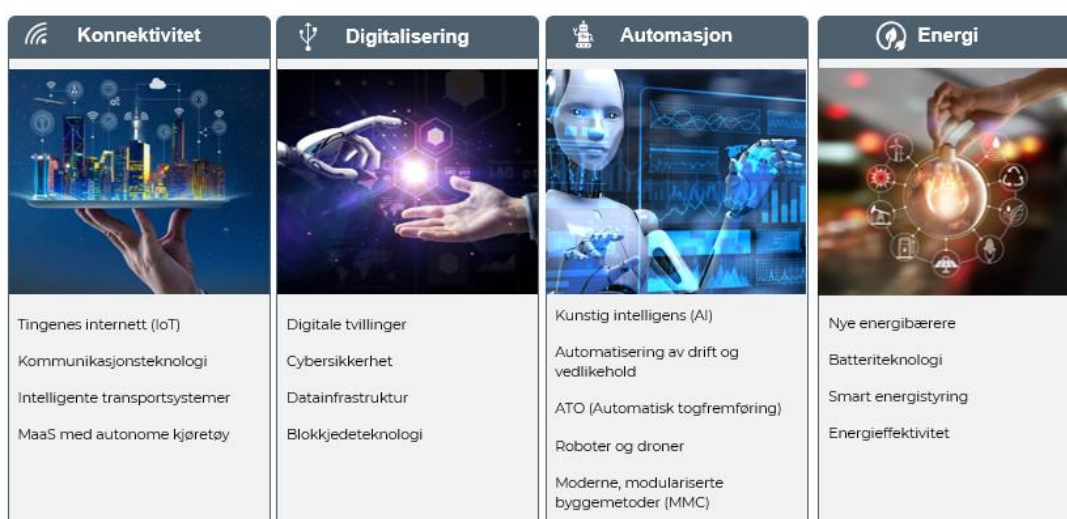 Konnektivitet
Tingenes internett (IoT)
Kommunikasjonsteknologi
Intelligente transportsystemer
MaaS med autonome kjøretøy
Digitalisering
Digitale tvillinger
Cybersikkerhet
Datainfrastruktur
Blokkjedeteknologi
Automasjon
Kunstig intelligens (AI)
Automatisering av drift og
vedlikehold
ATO (Automatisk togfremføring)
Roboter og droner
Moderne, modulariserte
byggemetoder (MMC)
Energi
Nye energibærere
Batteriteknologi
Smart energistyring
Energieffektivitet